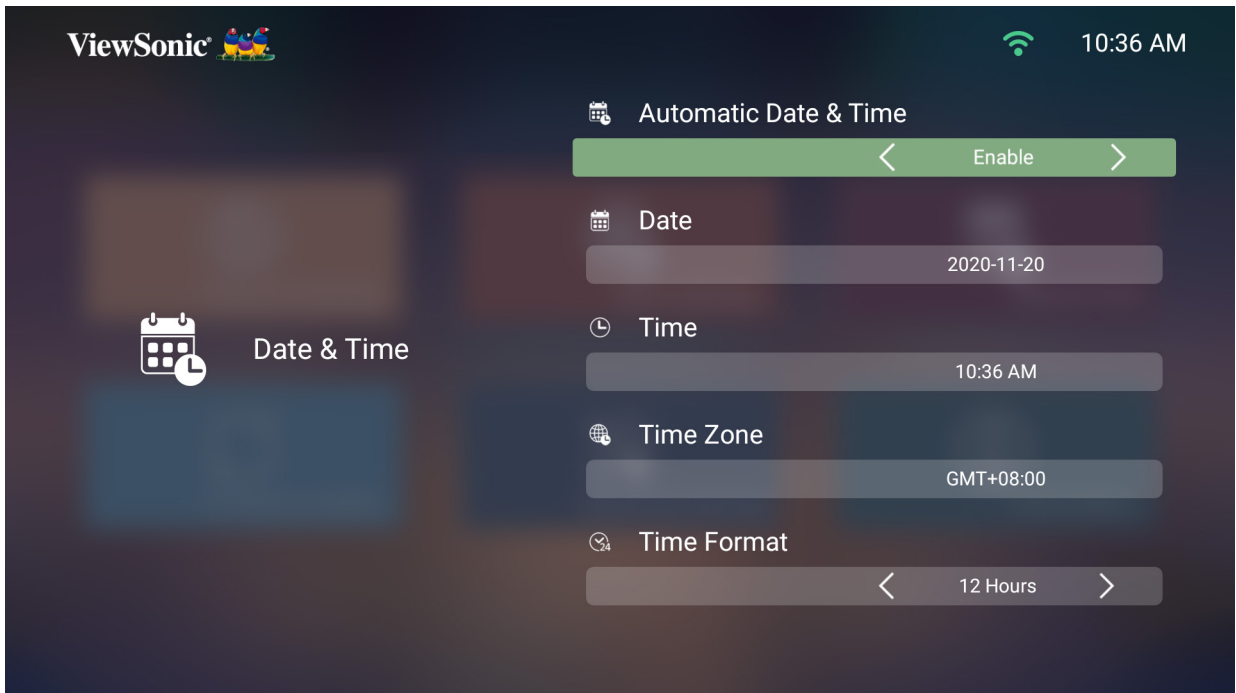 ViewSonic®
10:36 AM
Automatic Date & Time
Enable
Date
2020-11-20
Date & Time
Time
10:36 AM
Time Zone
GMT+08:00
Time Format
12 Hours